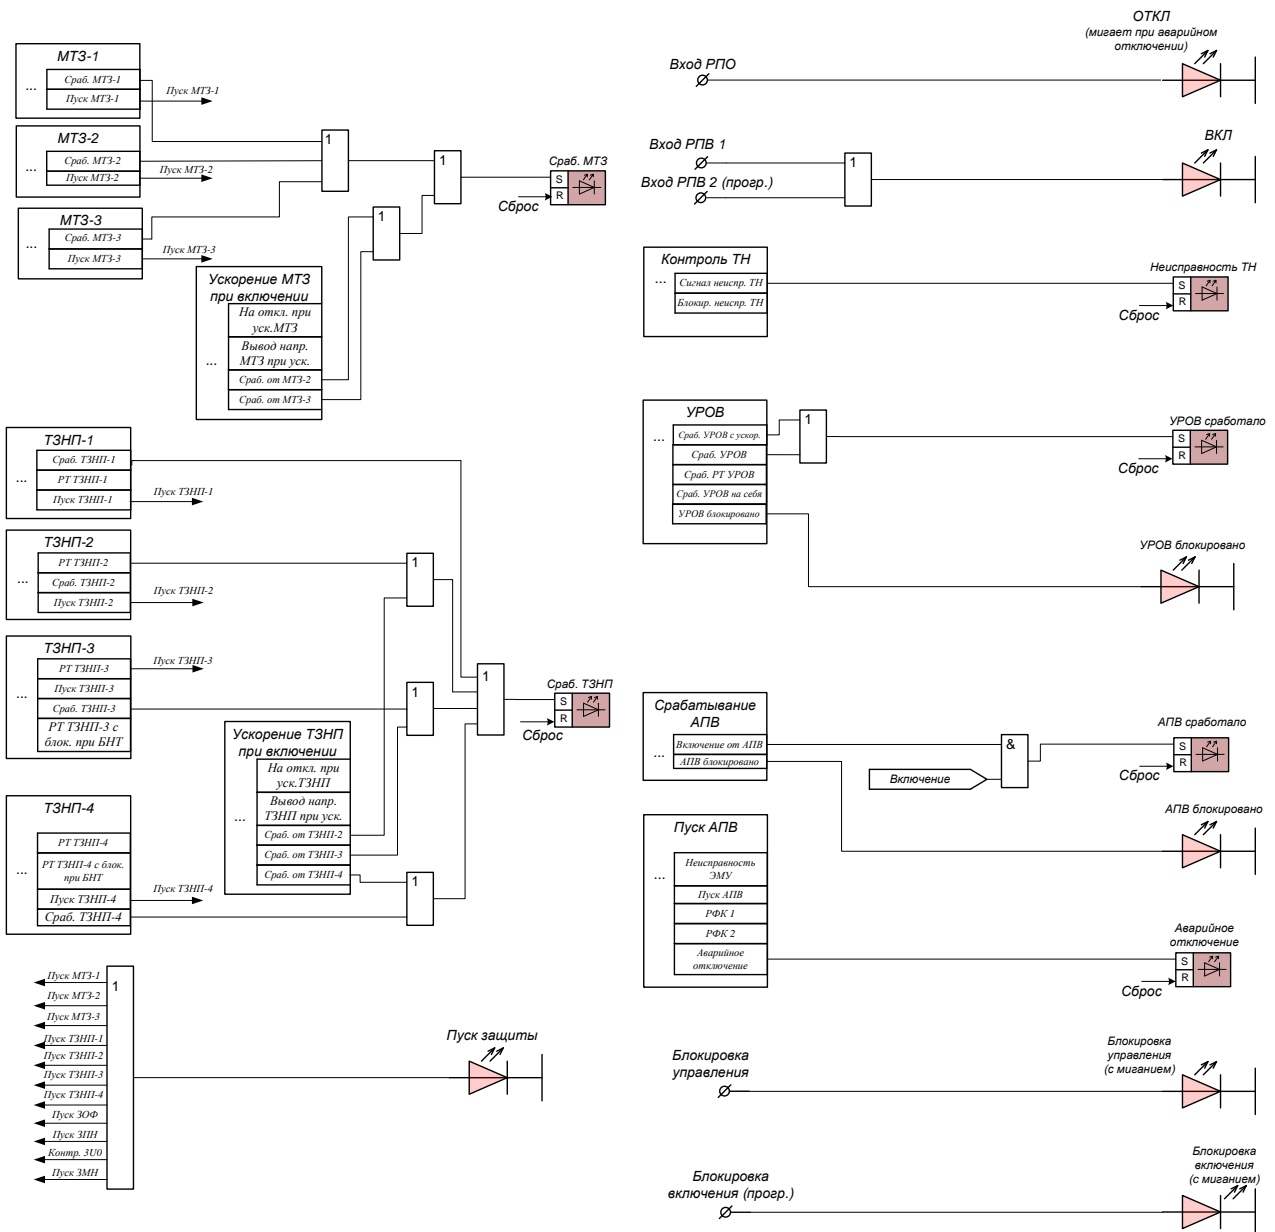 МТЗ-1
...
Сраб. МТЗ-1
Пуск МТЗ-1
Пуск МТЗ-1
МТЗ-2
...
Сраб. МТЗ-2
Пуск МТЗ-2
Пуск МТЗ-2
МТЗ-3
...
Сраб. МТЗ-3
Пуск МТЗ-3
Пуск МТЗ-3
1
1
1
Сраб. МТЗ
S
R
Сброс
Ускорение МТЗ
при включении
На откл. при
уск.МТЗ
Вывод напр.
МТЗ при уск.
...
Сраб. от МТЗ-2
Сраб. от МТЗ-3
ТЗНП-1
...
Сраб. ТЗНП-1
РТ ТЗНП-1
Пуск ТЗНП-1
Пуск ТЗНП-1
ТЗНП-2
...
РТ ТЗНП-2
Сраб. ТЗНП-2
Пуск ТЗНП-2
Пуск ТЗНП-2
ТЗНП-3
...
РТ ТЗНП-3
Пуск ТЗНП-3
Сраб. ТЗНП-3
РТ ТЗНП-3 с
блок. при БНТ
Пуск ТЗНП-3
1
1
1
1
Сраб. ТЗНП
S
R
Сброс
Ускорение ТЗНП
при включении
На откл. при
уск.ТЗНП
Вывод напр.
ТЗНП при уск.
...
Сраб. от ТЗНП-2
Сраб. от ТЗНП-3
Сраб. от ТЗНП-4
ТЗНП-4
...
РТ ТЗНП-4
РТ ТЗНП-4 с блок.
при БНТ
Пуск ТЗНП-4
Сраб. ТЗНП-4
Пуск ТЗНП-4
Пуск МТЗ-1
Пуск МТЗ-2
Пуск МТЗ-3
Пуск ТЗНП-1
Пуск ТЗНП-2
Пуск ТЗНП-3
Пуск ТЗНП-4
Пуск ЗОФ
Пуск ЗПН
Контр. 3U0
Пуск ЗМН
1
Пуск защиты
Вход РПО
ОТКЛ
(мигает при аварийном
отключении)
Вход РПВ 1
Вход РПВ 2 (прогр.)
1
ВКЛ
Контроль ТН
...
Сигнал неиспр. ТН
Блокир. неиспр. ТН
Неисправность ТН
S
R
Сброс
УРОВ
...
Сраб. УРОВ с ускор.
Сраб. УРОВ
Сраб. РТ УРОВ
Сраб. УРОВ на себя
УРОВ блокировано
1
УРОВ сработало
S
R
Сброс
УРОВ блокировано
Срабатывание
АПВ
...
Включение от АПВ
АПВ блокировано
Включение
&
АПВ сработало
S
R
Сброс
АПВ блокировано
Пуск АПВ
...
Неисправность
ЭМУ
Пуск АПВ
РФК 1
РФК 2
Аварийное
отключение
Аварийное
отключение
S
R
Сброс
Блокировка
управления
Блокировка
управления
(с миганием)
Блокировка
включения (прогр.)
Блокировка
включения
(с миганием)